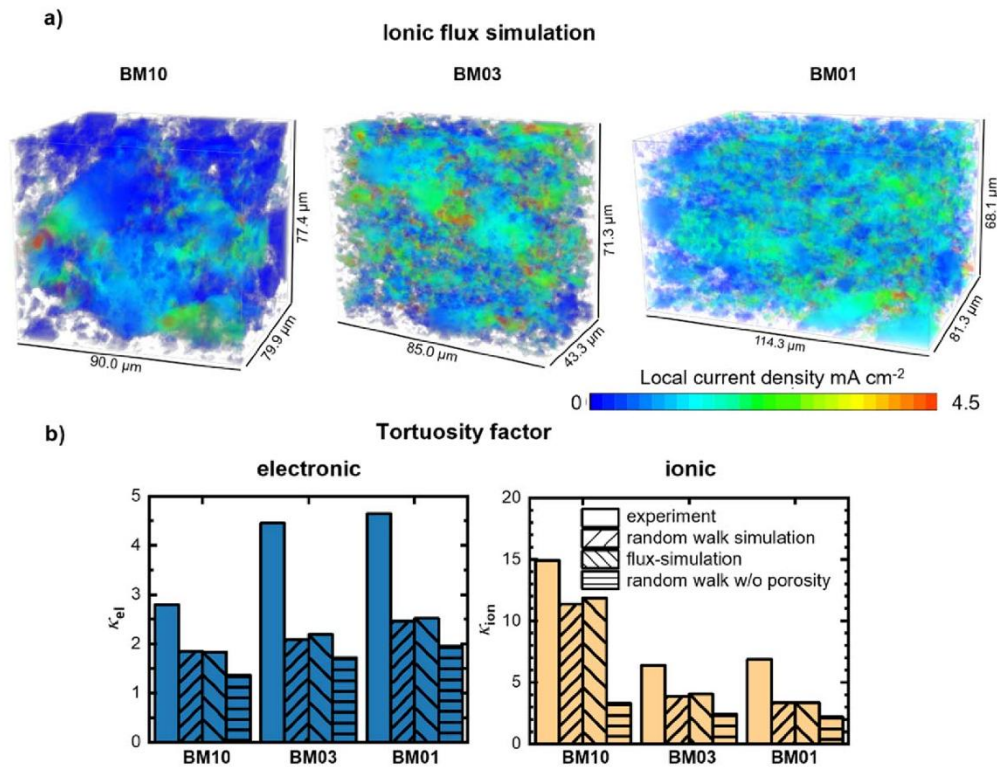 a)
Ionic flux simulation
BM10
BM03
BM01
77.4 µm
79.9 µm
90.0 µm
71.3 µm
43.3 µm
85.0 µm
68.1 µm
81.3 µm
114.3 µm
Local current density mA cm-2
0
4.5
b)
Tortuosity factor
electronic
ionic
5
4
3
2
1
0
κel
BM10
BM03
BM01
20
15
10
5
0
κion
experiment
random walk simulation
flux-simulation
random walk w/o porosity
BM10
BM03
BM01